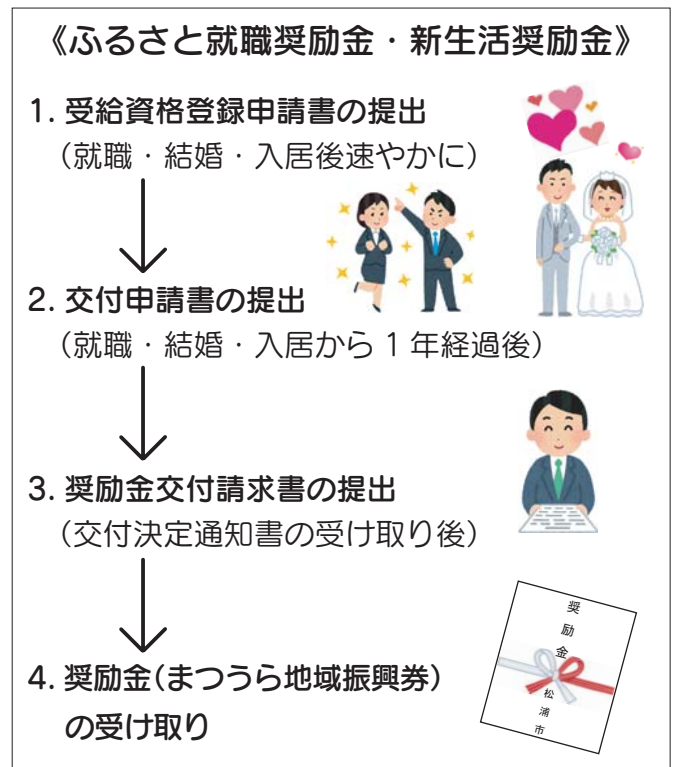 《ふるさと就職奨励金・新生活奨励金》
1. 受給資格登録申請書の提出
（就職・結婚・入居後速やかに）
2. 交付申請書の提出
（就職・結婚・入居から 1 年経過後）
3. 奨励金交付請求書の提出
（交付決定通知書の受け取り後）
4. 奨励金（まつうら地域振興券）
の受け取り
奨励金
松浦市